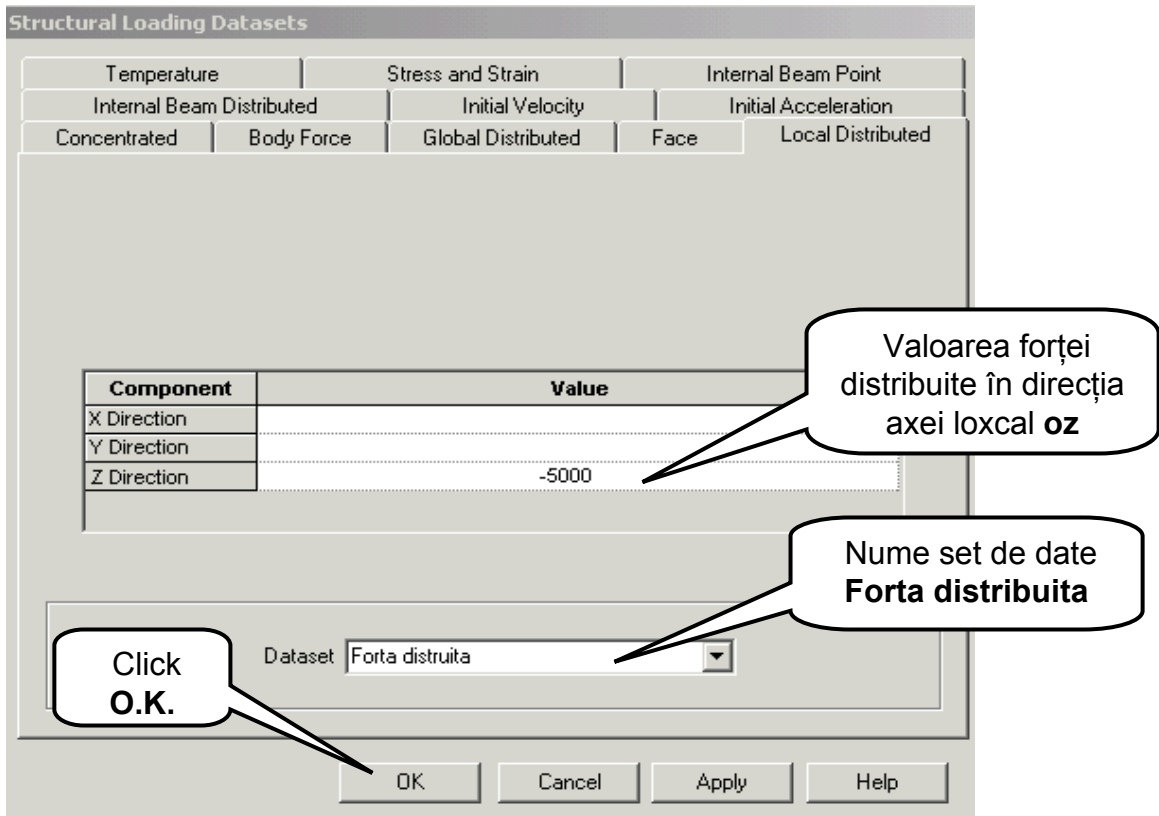 Structural Loading Datasets
Temperature Stress and Strain Internal Beam Point
Internal Beam Distributed Initial Velocity Initial Acceleration
Concentrated Body Force Global Distributed Face Local Distributed
Valoarea forței
distribuite în direcția
axei loxcal oz
Component Value
X Direction
Y Direction
Z Direction -5000
Nume set de date
Forta distribuita
Click
O.K.
Dataset Forta distruita
OK Cancel Apply Help